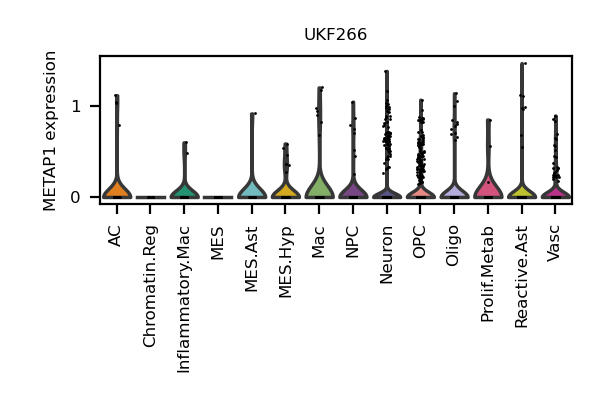 UKF266
METAP1 expression
1
0
AC
Chromatin.Reg
Inflammatory.Mac
MES
MES.Ast
MES.Hyp
Mac
NPC
Neuron
OPC
Oligo
Prolif.Metab
Reactive.Ast
Vasc